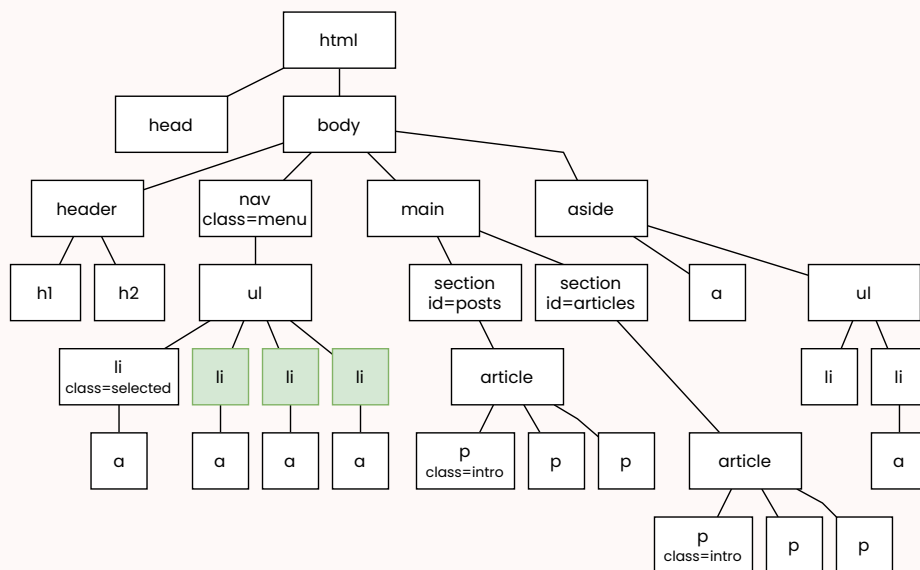 html
head
body
header
nav
class=menu
main
aside
h1
h2
ul
section
id=posts
section
id=articles
a
ul
li
class=selected
li
li
li
article
li
li
a
a
a
a
p
class=intro
p
p
article
a
p
class=intro
p
p